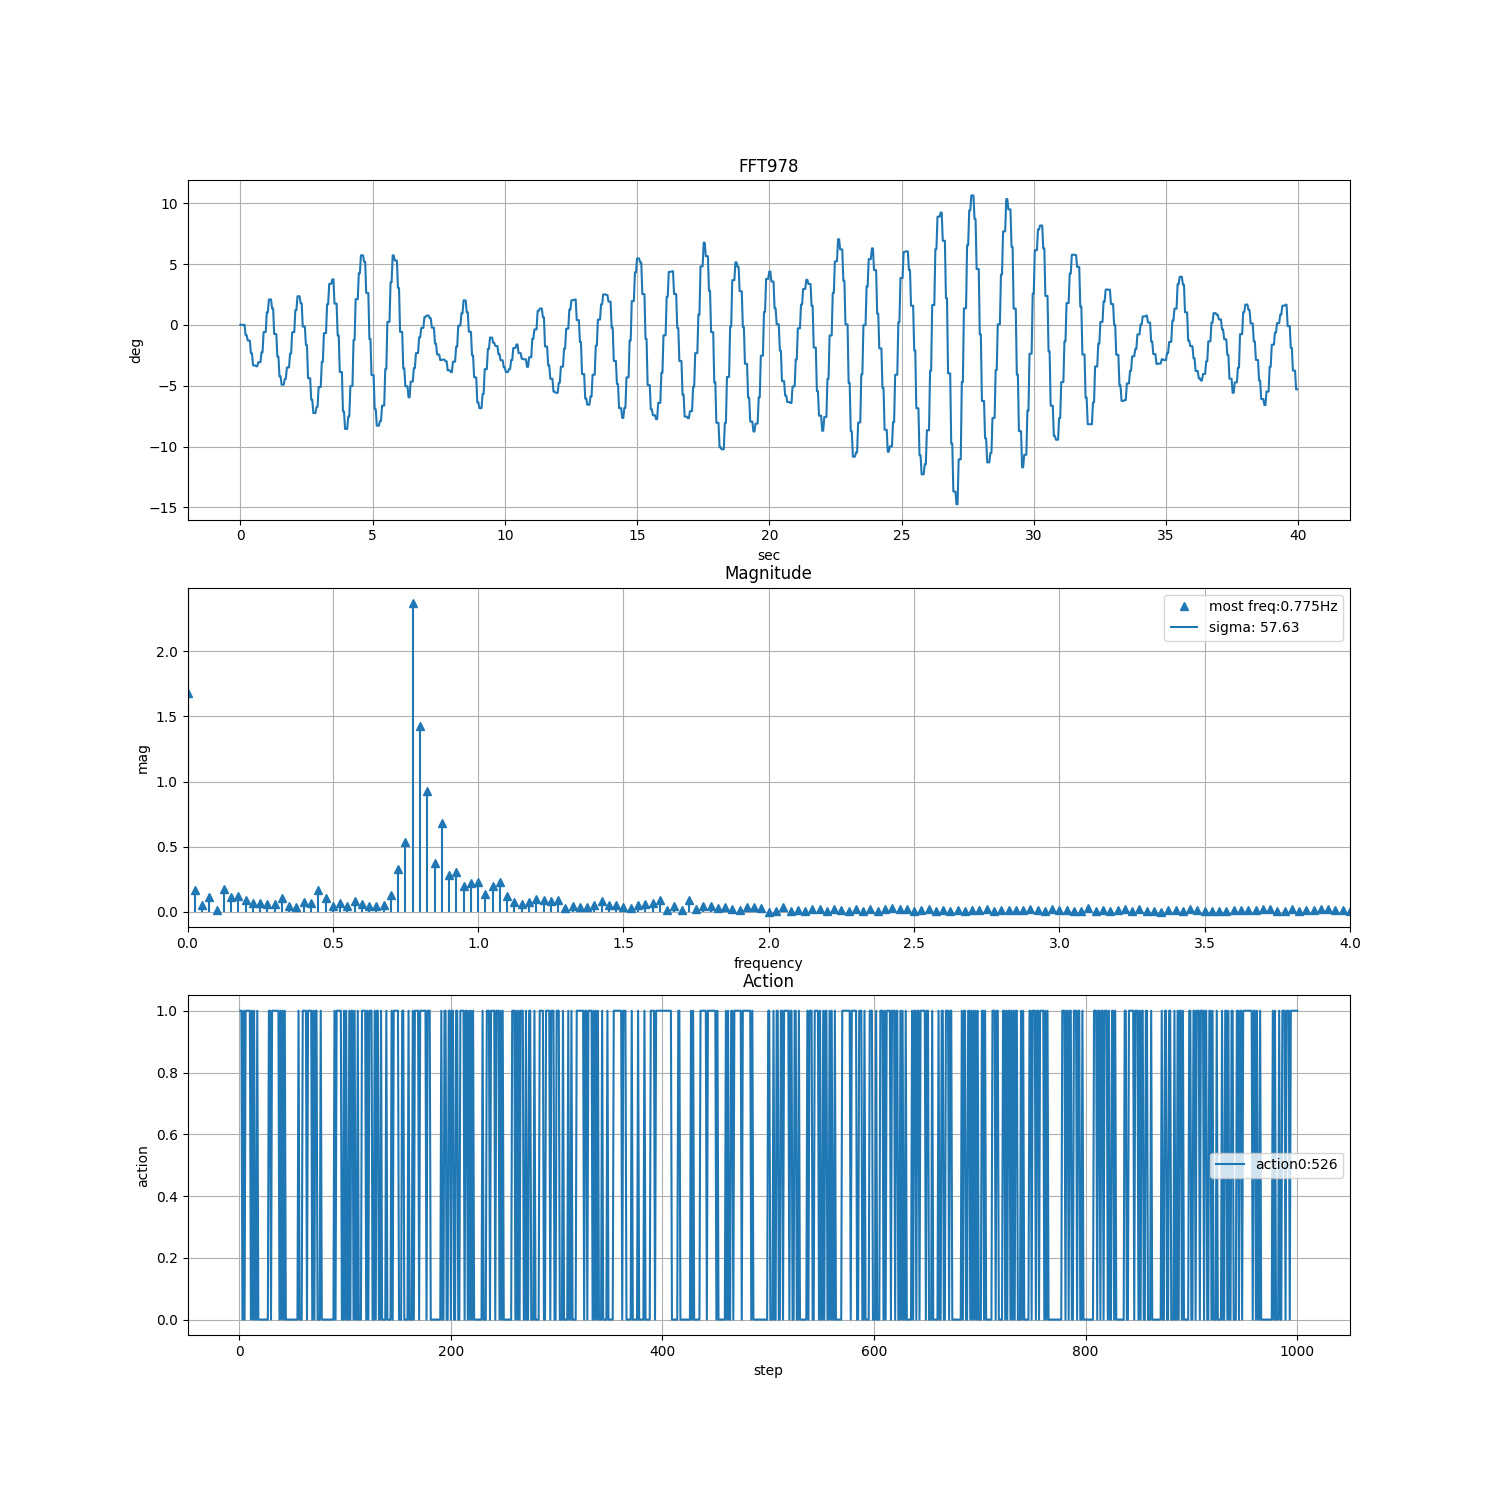 FFT978
10
5
0
−5
−10
−15
deg
0 5 10 15 20 25 30 35 40
sec
Magnitude
most freq:0.775Hz
sigma: 57.63
2.0
1.5
1.0
0.5
0.0
mag
0.0 0.5 1.0 1.5 2.0 2.5 3.0 3.5 4.0
frequency
Action
1.0
0.8
0.6
0.4
0.2
0.0
action
action0:526
0 200 400 600 800 1000
step